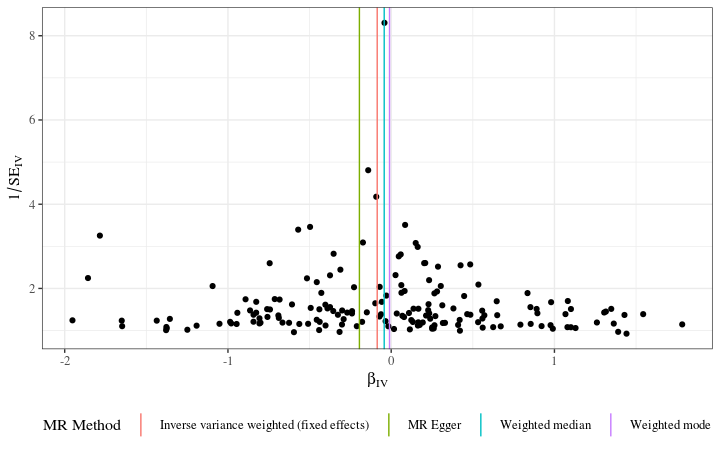 8
6
4
2
1/SE_IV
-2 -1 0 1
β_IV
MR Method Inverse variance weighted (fixed effects) MR Egger Weighted median Weighted mode